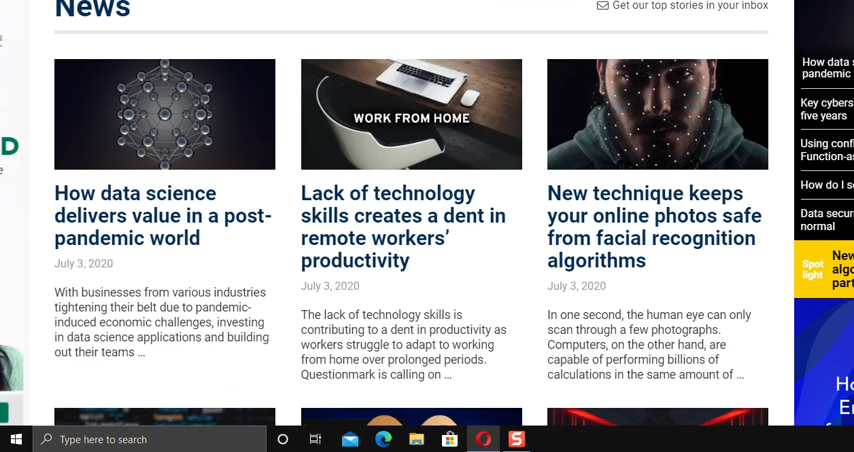 News
Get our top stories in your inbox
WORK FROM HOME
How data science
delivers value in a post-
pandemic world
July 3, 2020
With businesses from various industries
tightening their belt due to pandemic-
induced economic challenges, investing
in data science applications and building
out their teams ...
Lack of technology
skills creates a dent in
remote workers’
productivity
July 3, 2020
The lack of technology skills is
contributing to a dent in productivity as
workers struggle to adapt to working
from home over prolonged periods.
Questionmark is calling on ...
New technique keeps
your online photos safe
from facial recognition
algorithms
July 3, 2020
In one second, the human eye can only
scan through a few photographs.
Computers, on the other hand, are
capable of performing billions of
calculations in the same amount of ...
How data s
pandemic
Key cybers
five years
Using confi
Function-as
How do I se
Data secur
normal
Spot
light
New
algo
part
Ho
E
D
e
Type here to search
S